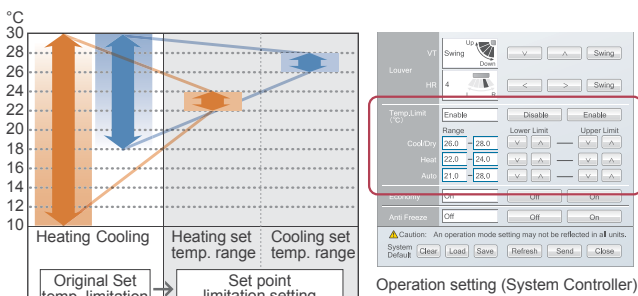 °C
30
28
26
24
22
20
18
16
14
12
10
Heating Cooling
Heating set temp. range
Cooling set temp. range
Original Set temp. limitation
Set point limitation setting
Louver
VT Swing Up Down Swing
HR 4 L R < > Swing
Temp.Limit (°C) Enable Disable Enable
Range Lower Limit Upper Limit
Cool/Dry 26.0 – 28.0
Heat 22.0 – 24.0
Auto 21.0 – 28.0
Economy On Off On
Anti Freeze Off Off On
Caution: An operation mode setting may not be reflected in all units.
System Default Clear Load Save Refresh Send Close
Operation setting (System Controller)